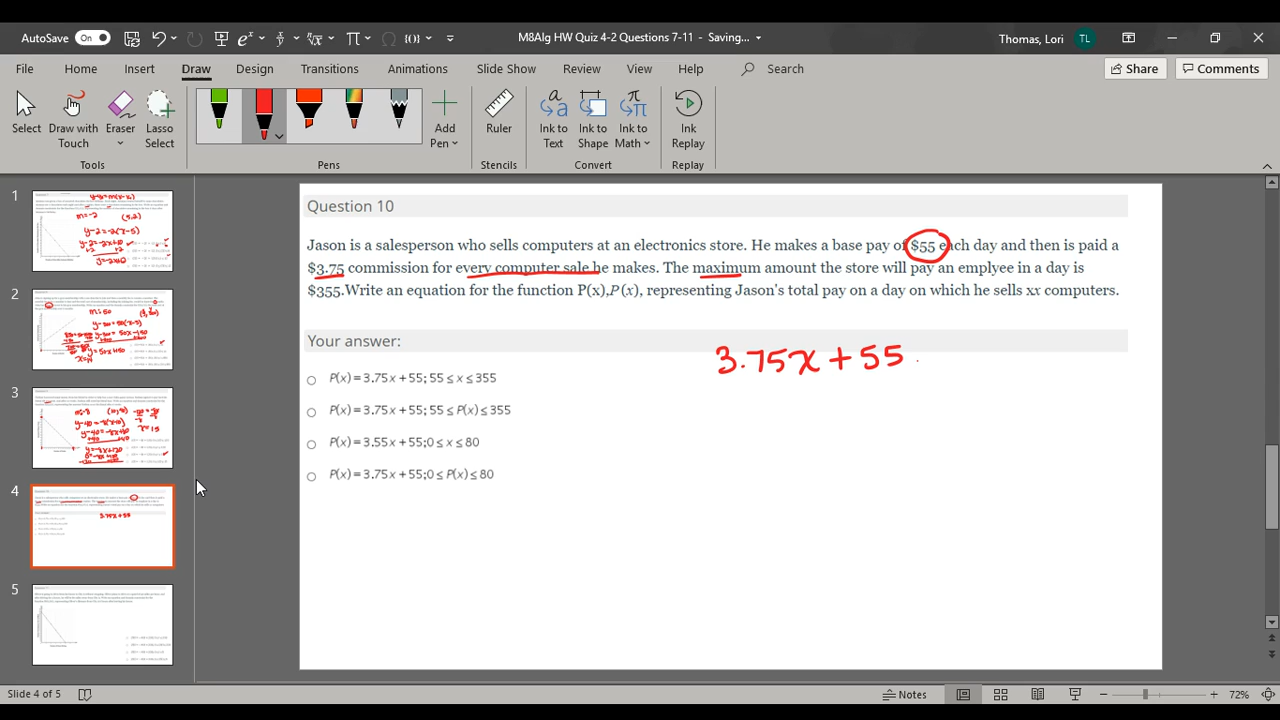 AutoSave On M8Alg HW Quiz 4-2 Questions 7-11 - Saving... Thomas, Lori TL
File Home Insert Draw Design Transitions Animations Slide Show Review View Help Search Share Comments
Select Draw with Touch Eraser Lasso Select Add Pen Ruler Ink to Text Ink to Shape Ink to Math Ink Replay
Tools Pens Stencils Convert Replay
1
2
3
4
5
Question 10
Jason is a salesperson who sells computers at an electronics store. He makes a base pay of $55 each day and then is paid a
$3.75 commission for every computer sale he makes. The maximum amount the store will pay an emplyee in a day is
$355.Write an equation for the function P(x),P(x), representing Jason's total pay on a day on which he sells xx computers.
Your answer:
3.75x + 55
P(x) = 3.75x + 55; 55 ≤ x ≤ 355
P(x) = 3.75x + 55; 55 ≤ P(x) ≤ 355
P(x) = 3.55x + 55;0 ≤ x ≤ 80
P(x) = 3.75x + 55;0 ≤ P(x) ≤ 80
Slide 4 of 5 Notes 72%